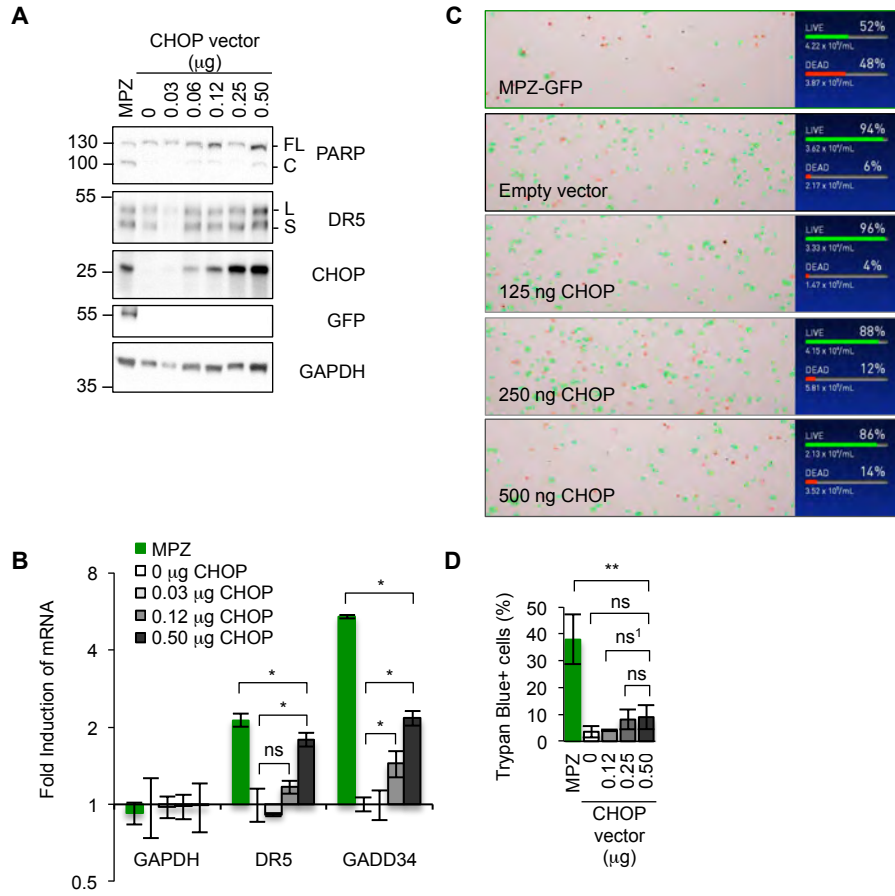 A
CHOP vector
(µg)
MPZ
0
0.03
0.06
0.12
0.25
0.50
130
100
FL
C
PARP
55
L
S
DR5
25
CHOP
55
GFP
35
GAPDH
B
MPZ
0 µg CHOP
0.03 µg CHOP
0.12 µg CHOP
0.50 µg CHOP
Fold Induction of mRNA
8
4
2
1
0.5
*
*
ns
*
*
*
GAPDH
DR5
GADD34
C
MPZ-GFP
LIVE 52%
DEAD 48%
Empty vector
LIVE 94%
DEAD 6%
125 ng CHOP
LIVE 96%
DEAD 4%
250 ng CHOP
LIVE 88%
DEAD 12%
500 ng CHOP
LIVE 86%
DEAD 14%
D
Trypan Blue+ cells (%)
50
40
30
20
10
0
**
ns
ns¹
ns
MPZ
0
0.12
0.25
0.50
CHOP
vector
(µg)